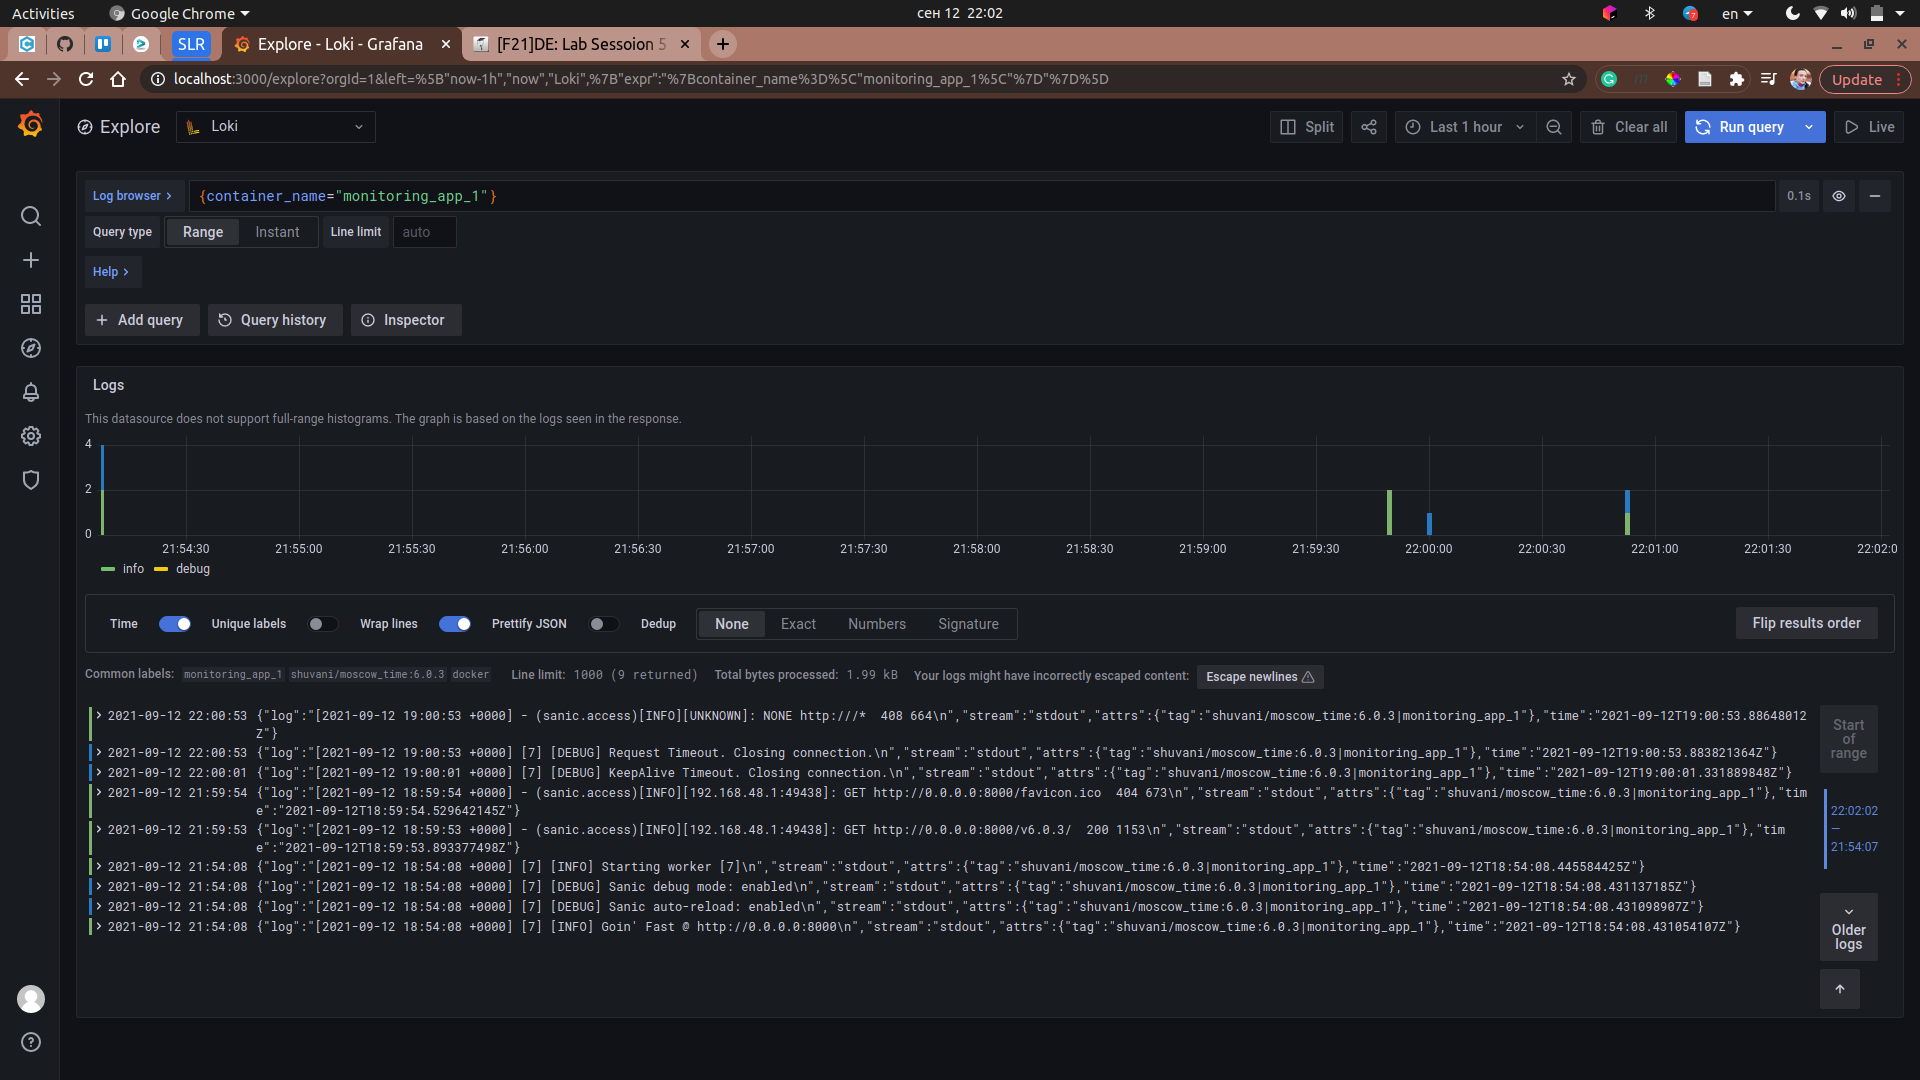 Activities
Google Chrome
сен 12 22:02
en
SLR
Explore - Loki - Grafana
[F21]DE: Lab Sessoion 5
localhost:3000/explore?orgId=1&left=%5B"now-1h","now","Loki",%7B"expr":"%7Bcontainer_name%3D%5C"monitoring_app_1%5C"%7D"%7D%5D
Update
Explore
Loki
Split
Last 1 hour
Clear all
Run query
Live
Log browser
{container_name="monitoring_app_1"}
0.1s
Query type
Range
Instant
Line limit
auto
Help
Add query
Query history
Inspector
Logs
This datasource does not support full-range histograms. The graph is based on the logs seen in the response.
4
2
0
21:54:30 21:55:00 21:55:30 21:56:00 21:56:30 21:57:00 21:57:30 21:58:00 21:58:30 21:59:00 21:59:30 22:00:00 22:00:30 22:01:00 22:01:30 22:02:0
info debug
Time
Unique labels
Wrap lines
Prettify JSON
Dedup
None
Exact
Numbers
Signature
Flip results order
Common labels: monitoring_app_1 shuvani/moscow_time:6.0.3 docker Line limit: 1000 (9 returned) Total bytes processed: 1.99 kB Your logs might have incorrectly escaped content: Escape newlines
2021-09-12 22:00:53 {"log":"[2021-09-12 19:00:53 +0000] - (sanic.access)[INFO][UNKNOWN]: NONE http:///*  408 664\n","stream":"stdout","attrs":{"tag":"shuvani/moscow_time:6.0.3|monitoring_app_1"},"time":"2021-09-12T19:00:53.88648012
Z"}
2021-09-12 22:00:53 {"log":"[2021-09-12 19:00:53 +0000] [7] [DEBUG] Request Timeout. Closing connection.\n","stream":"stdout","attrs":{"tag":"shuvani/moscow_time:6.0.3|monitoring_app_1"},"time":"2021-09-12T19:00:53.883821364Z"}
2021-09-12 22:00:01 {"log":"[2021-09-12 19:00:01 +0000] [7] [DEBUG] KeepAlive Timeout. Closing connection.\n","stream":"stdout","attrs":{"tag":"shuvani/moscow_time:6.0.3|monitoring_app_1"},"time":"2021-09-12T19:00:01.331889848Z"}
2021-09-12 21:59:54 {"log":"[2021-09-12 18:59:54 +0000] - (sanic.access)[INFO][192.168.48.1:49438]: GET http://0.0.0.0:8000/favicon.ico  404 673\n","stream":"stdout","attrs":{"tag":"shuvani/moscow_time:6.0.3|monitoring_app_1"},"tim
e":"2021-09-12T18:59:54.529642145Z"}
2021-09-12 21:59:53 {"log":"[2021-09-12 18:59:53 +0000] - (sanic.access)[INFO][192.168.48.1:49438]: GET http://0.0.0.0:8000/v6.0.3/  200 1153\n","stream":"stdout","attrs":{"tag":"shuvani/moscow_time:6.0.3|monitoring_app_1"},"tim
e":"2021-09-12T18:59:53.893377498Z"}
2021-09-12 21:54:08 {"log":"[2021-09-12 18:54:08 +0000] [7] [INFO] Starting worker [7]\n","stream":"stdout","attrs":{"tag":"shuvani/moscow_time:6.0.3|monitoring_app_1"},"time":"2021-09-12T18:54:08.445584425Z"}
2021-09-12 21:54:08 {"log":"[2021-09-12 18:54:08 +0000] [7] [DEBUG] Sanic debug mode: enabled\n","stream":"stdout","attrs":{"tag":"shuvani/moscow_time:6.0.3|monitoring_app_1"},"time":"2021-09-12T18:54:08.431137185Z"}
2021-09-12 21:54:08 {"log":"[2021-09-12 18:54:08 +0000] [7] [DEBUG] Sanic auto-reload: enabled\n","stream":"stdout","attrs":{"tag":"shuvani/moscow_time:6.0.3|monitoring_app_1"},"time":"2021-09-12T18:54:08.431098907Z"}
2021-09-12 21:54:08 {"log":"[2021-09-12 18:54:08 +0000] [7] [INFO] Goin' Fast @ http://0.0.0.0:8000\n","stream":"stdout","attrs":{"tag":"shuvani/moscow_time:6.0.3|monitoring_app_1"},"time":"2021-09-12T18:54:08.431054107Z"}
Start
of
range
22:02:02
—
21:54:07
Older
logs